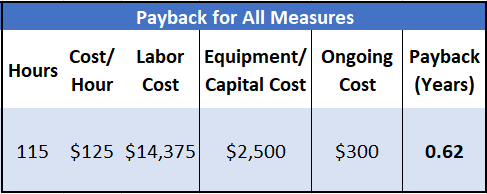 Payback for All Measures
Hours Cost/ Hour Labor Cost Equipment/ Capital Cost Ongoing Cost Payback (Years)
115 $125 $14,375 $2,500 $300 0.62